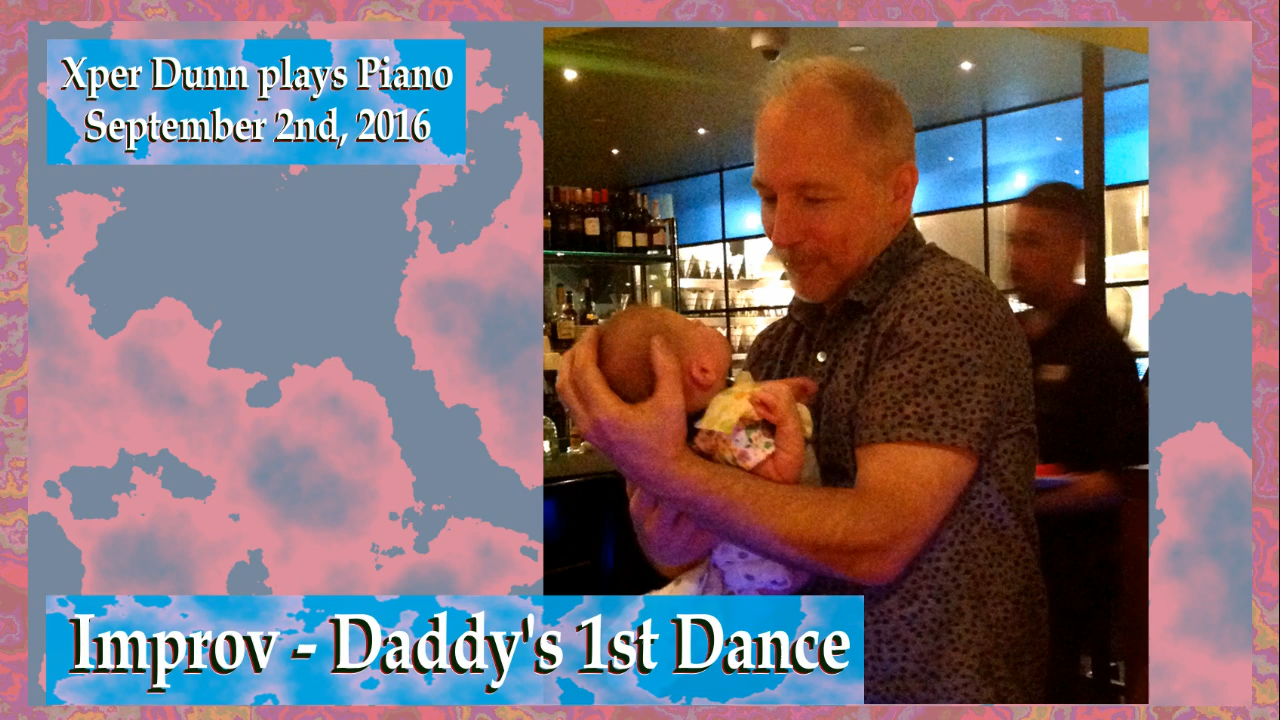 Xper Dunn plays Piano
September 2nd, 2016
Improv - Daddy's 1st Dance